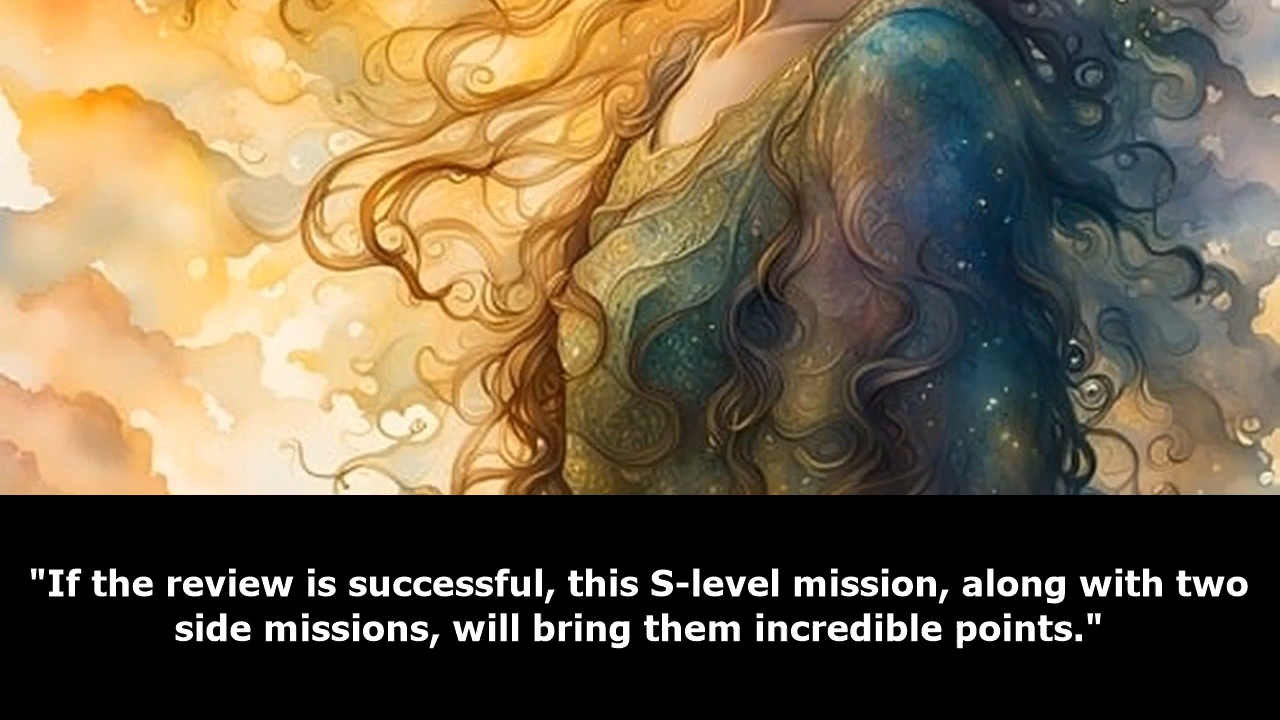 "If the review is successful, this S-level mission, along with two
side missions, will bring them incredible points."